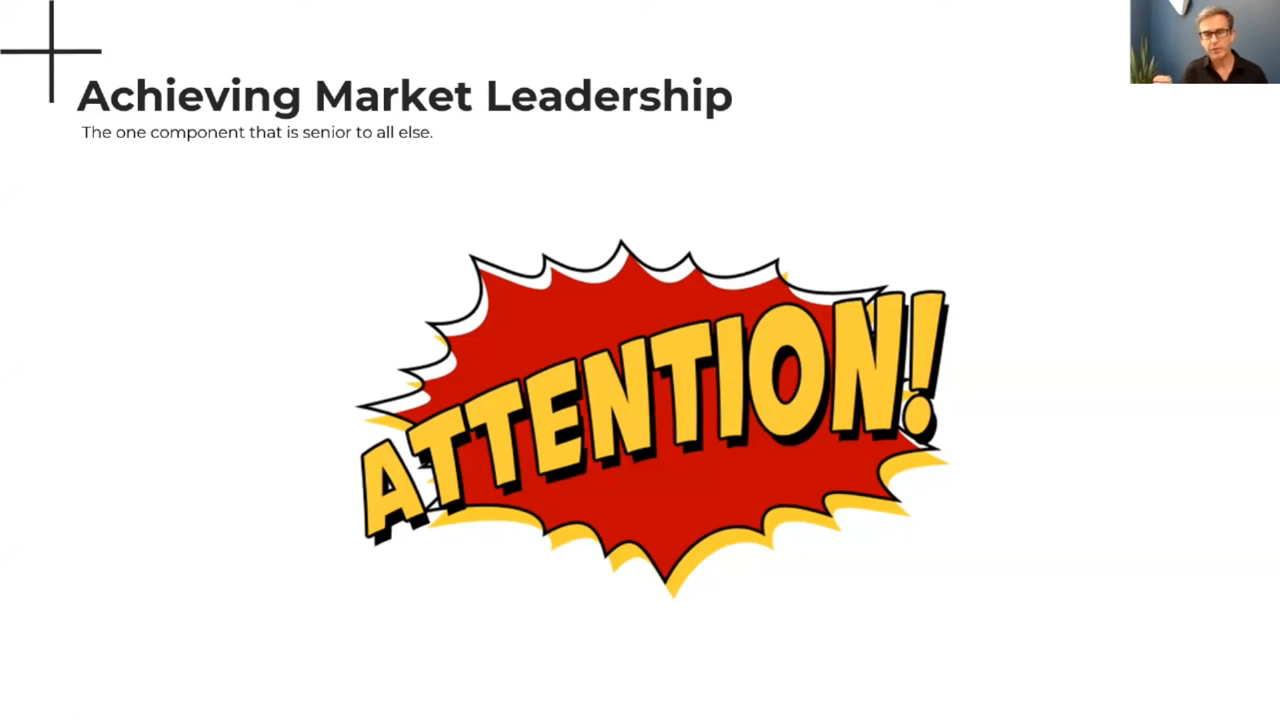 Achieving Market Leadership
The one component that is senior to all else.
ATTENTION!